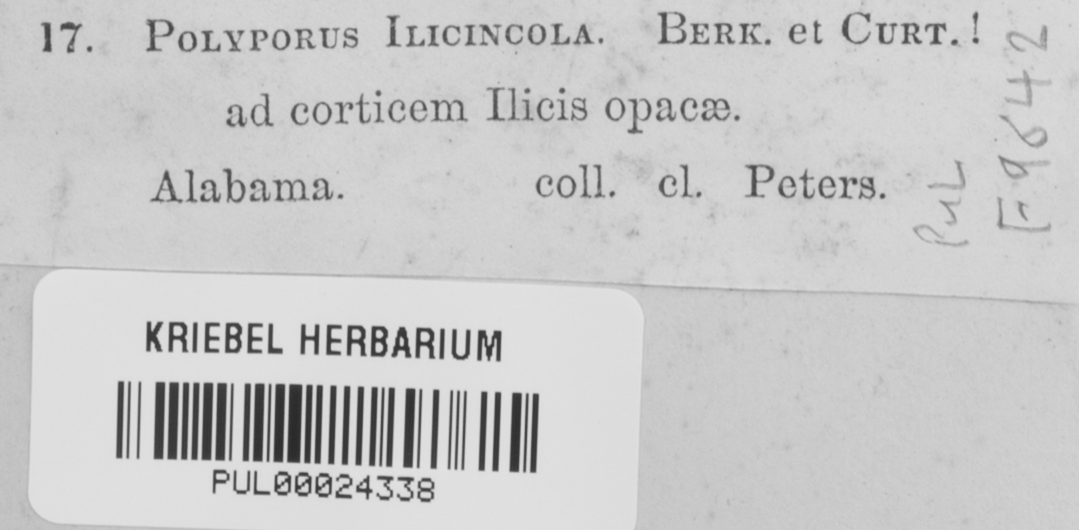 17. POLYPORUS ILICINCOLA. BERK. et CURT.!
ad corticem Ilicis opacæ.
Alabama. coll. cl. Peters.
PUL
F9642
KRIEBEL HERBARIUM
PUL00024338